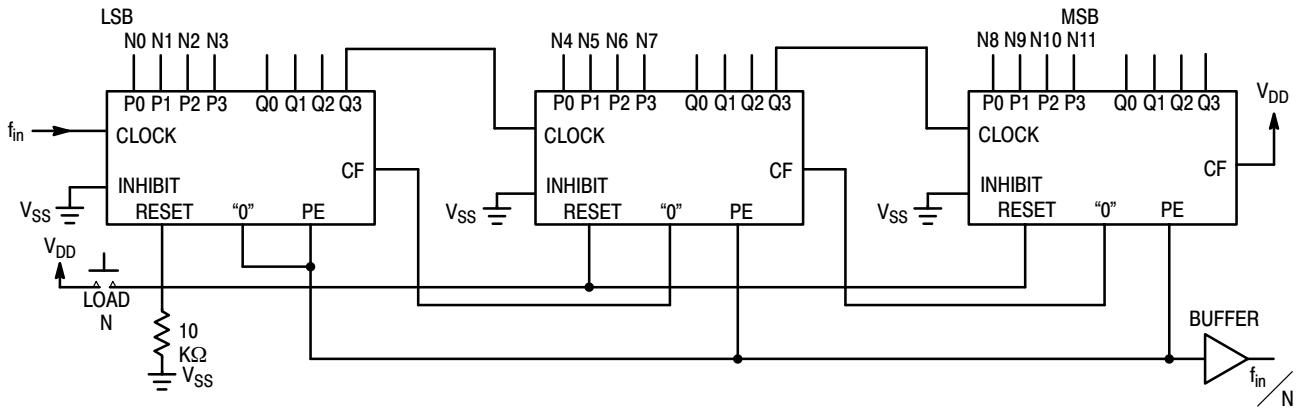 LSB
MSB
N0 N1 N2 N3
N4 N5 N6 N7
N8 N9 N10 N11
P0 P1 P2 P3 Q0 Q1 Q2 Q3
P0 P1 P2 P3 Q0 Q1 Q2 Q3
P0 P1 P2 P3 Q0 Q1 Q2 Q3
VDD
fin
CLOCK
CLOCK
CLOCK
CF
CF
CF
INHIBIT
INHIBIT
INHIBIT
VSS
VSS
VSS
RESET "0" PE
RESET "0" PE
RESET "0" PE
VDD
LOAD
N
10
KΩ
VSS
BUFFER
fin
/N